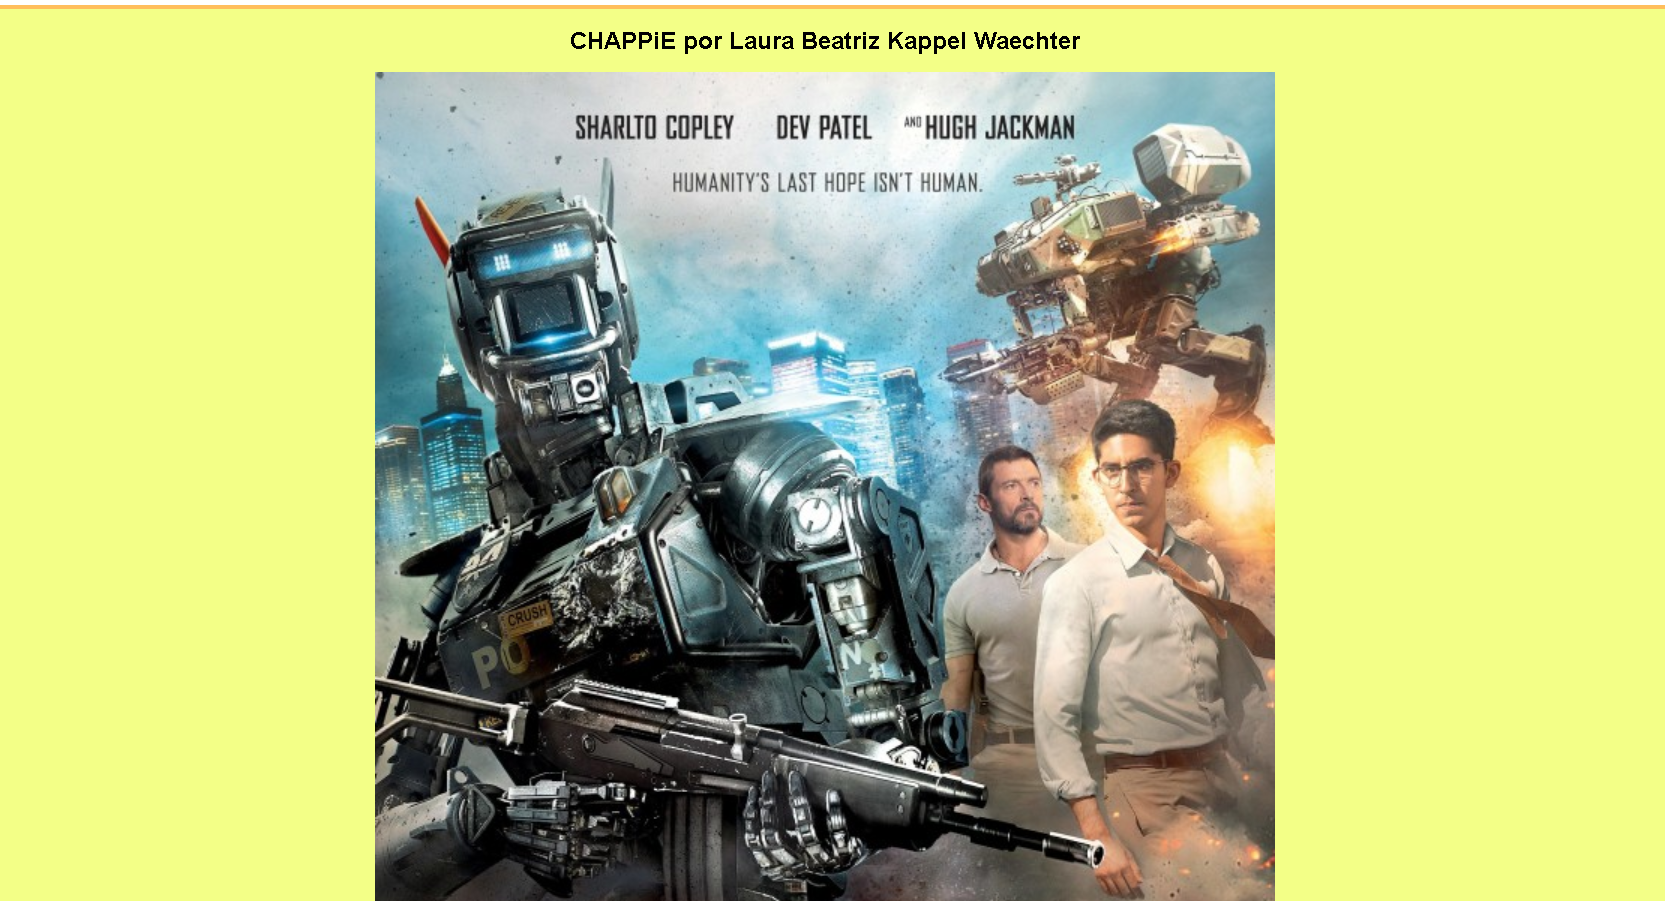 CHAPPiE por Laura Beatriz Kappel Waechter
SHARLTO COPLEY DEV PATEL AND HUGH JACKMAN
HUMANITY'S LAST HOPE ISN'T HUMAN.
CRUSH
PO
N